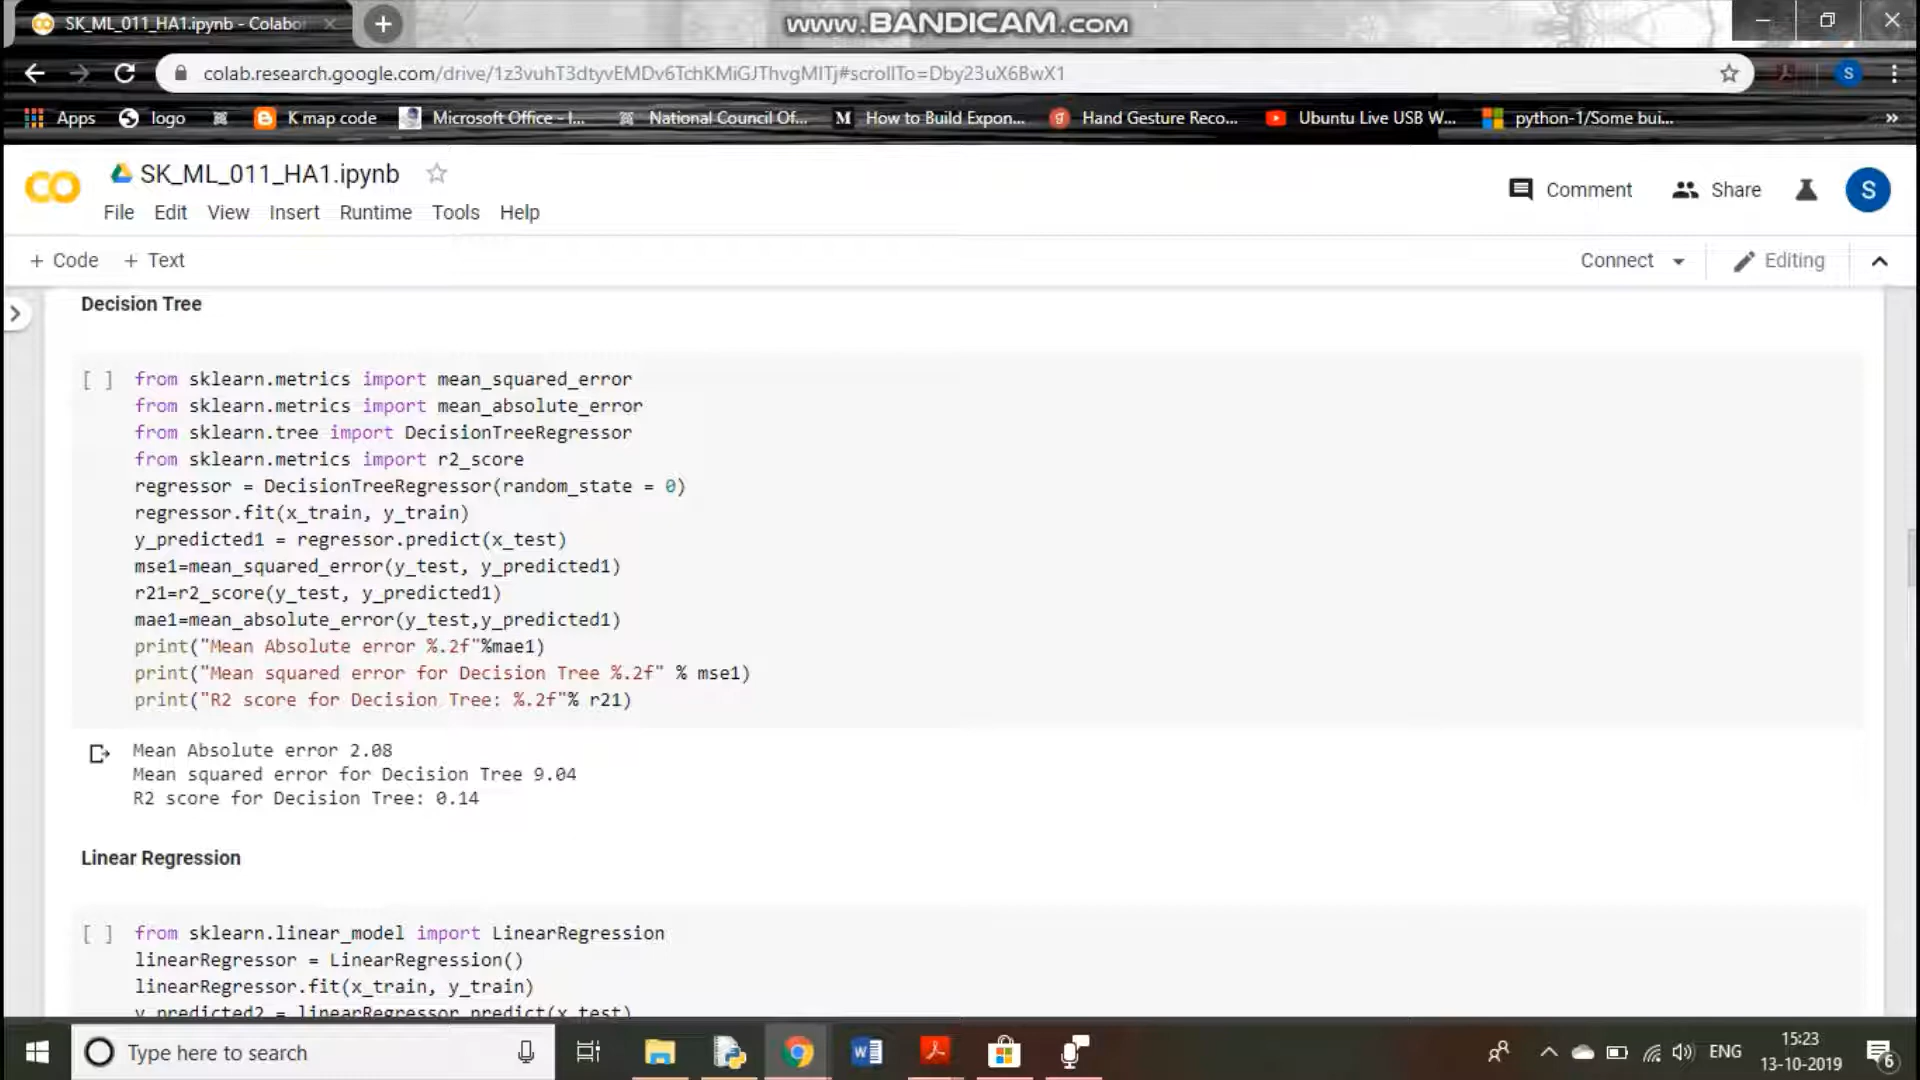 SK_ML_011_HA1.ipynb - Colabo
www.BANDICAM.com
colab.research.google.com/drive/1z3vuhT3dtyvEMDv6TchKMiGJThvgMITj#scrollTo=Dby23uX6BwX1
S
Apps
logo
K map code
Microsoft Office - I...
National Council Of...
M
How to Build Expon...
Hand Gesture Reco...
Ubuntu Live USB W...
python-1/Some bui...
»
CO
SK_ML_011_HA1.ipynb
Comment
Share
S
File Edit View Insert Runtime Tools Help
+ Code + Text
Connect
Editing
Decision Tree
[ ] from sklearn.metrics import mean_squared_error
from sklearn.metrics import mean_absolute_error
from sklearn.tree import DecisionTreeRegressor
from sklearn.metrics import r2_score
regressor = DecisionTreeRegressor(random_state = 0)
regressor.fit(x_train, y_train)
y_predicted1 = regressor.predict(x_test)
mse1=mean_squared_error(y_test, y_predicted1)
r21=r2_score(y_test, y_predicted1)
mae1=mean_absolute_error(y_test,y_predicted1)
print("Mean Absolute error %.2f"%mae1)
print("Mean squared error for Decision Tree %.2f" % mse1)
print("R2 score for Decision Tree: %.2f"% r21)
Mean Absolute error 2.08
Mean squared error for Decision Tree 9.04
R2 score for Decision Tree: 0.14
Linear Regression
[ ] from sklearn.linear_model import LinearRegression
linearRegressor = LinearRegression()
linearRegressor.fit(x_train, y_train)
y_predicted2 = linearRegressor.predict(x_test)
Type here to search
ENG
15:23
13-10-2019
6